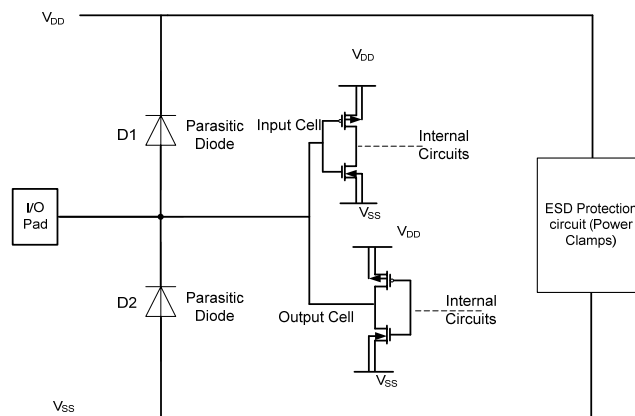 VDD
VDD
D1
Parasitic
Diode
Input Cell
Internal
Circuits
VSS
I/O
Pad
ESD Protection
circuit (Power
Clamps)
VDD
D2
Parasitic
Diode
Output Cell
Internal
Circuits
VSS
VSS